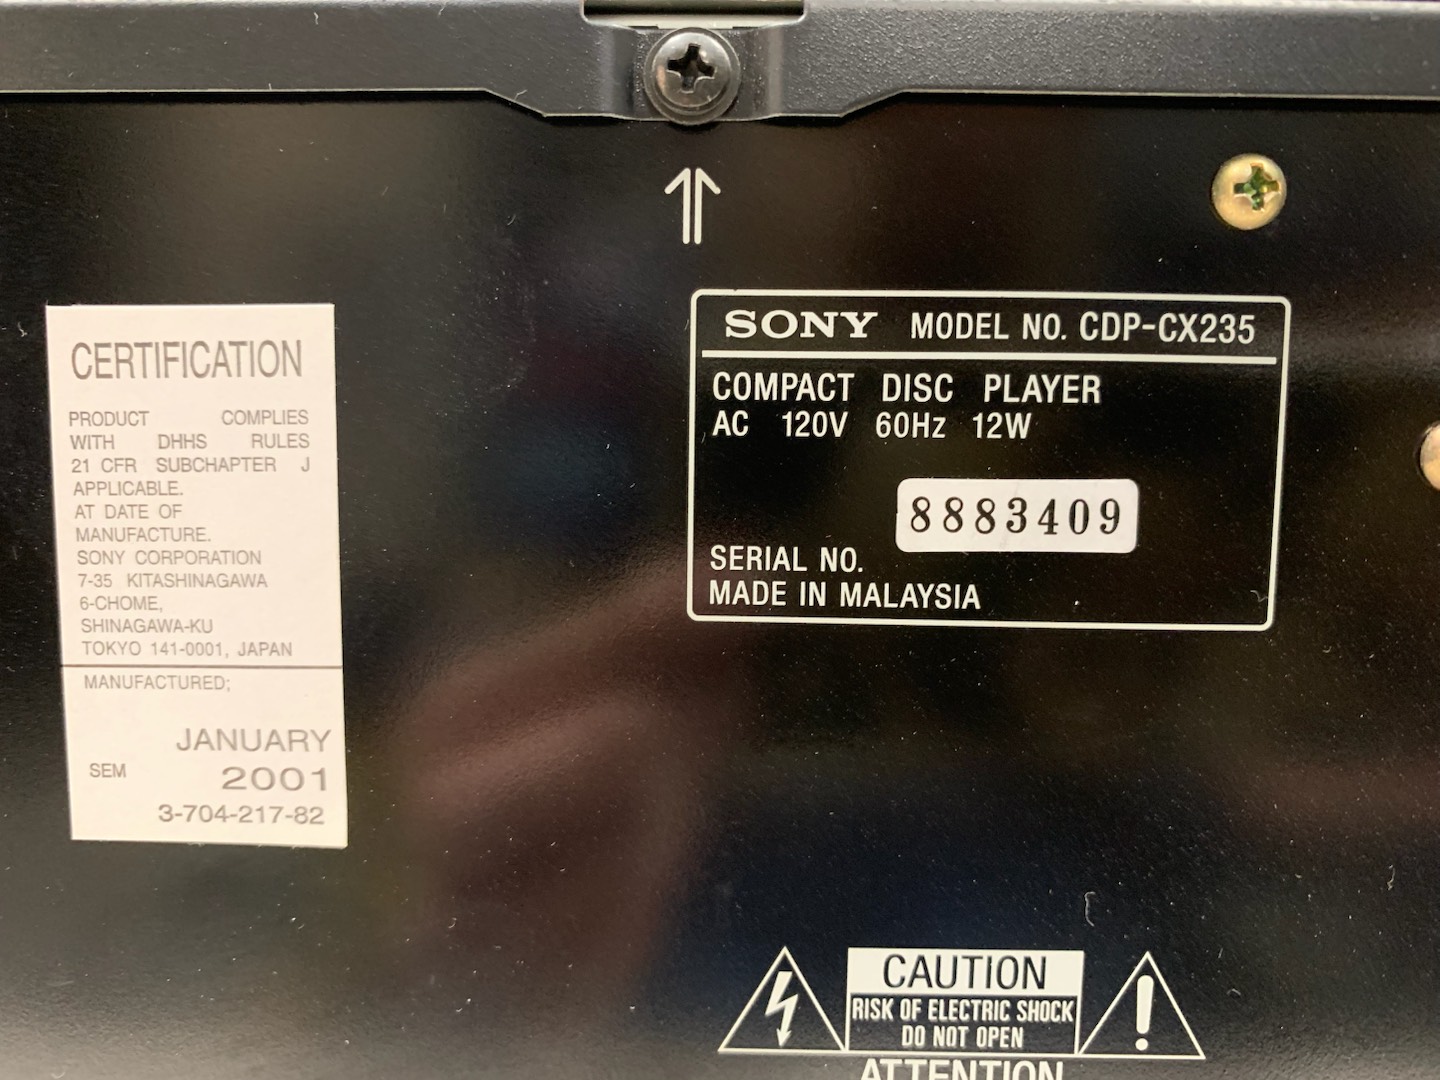 CERTIFICATION
PRODUCT COMPLIES
WITH DHHS RULES
21 CFR SUBCHAPTER J
APPLICABLE.
AT DATE OF
MANUFACTURE.
SONY CORPORATION
7-35 KITASHINAGAWA
6-CHOME,
SHINAGAWA-KU
TOKYO 141-0001, JAPAN
MANUFACTURED;
JANUARY
SEM 2001
3-704-217-82
SONY MODEL NO. CDP-CX235
COMPACT DISC PLAYER
AC 120V 60Hz 12W
8883409
SERIAL NO.
MADE IN MALAYSIA
CAUTION
RISK OF ELECTRIC SHOCK
DO NOT OPEN
ATTENTION